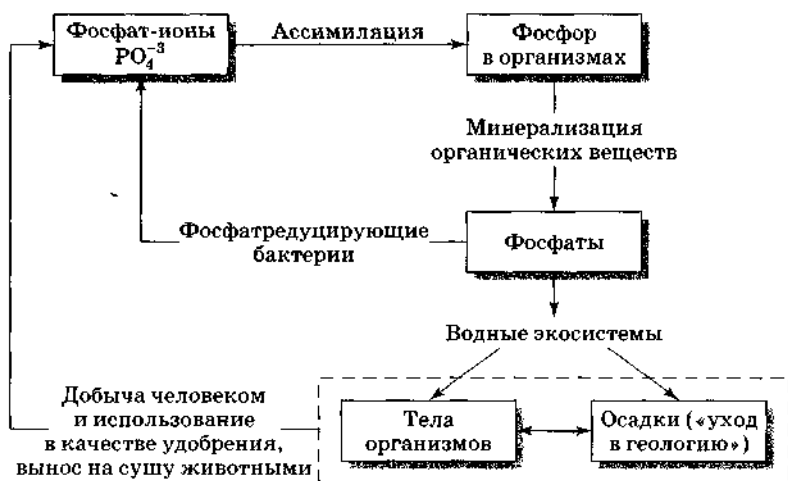 Фосфат-ионы
PO₄⁻³
Ассимиляция
Фосфор
в организмах
Минерализация
органических веществ
Фосфатредуцирующие
бактерии
Фосфаты
Водные экосистемы
Добыча человеком
и использование
в качестве удобрения,
вынос на сушу животными
Тела
организмов
Осадки («уход
в геологию»)